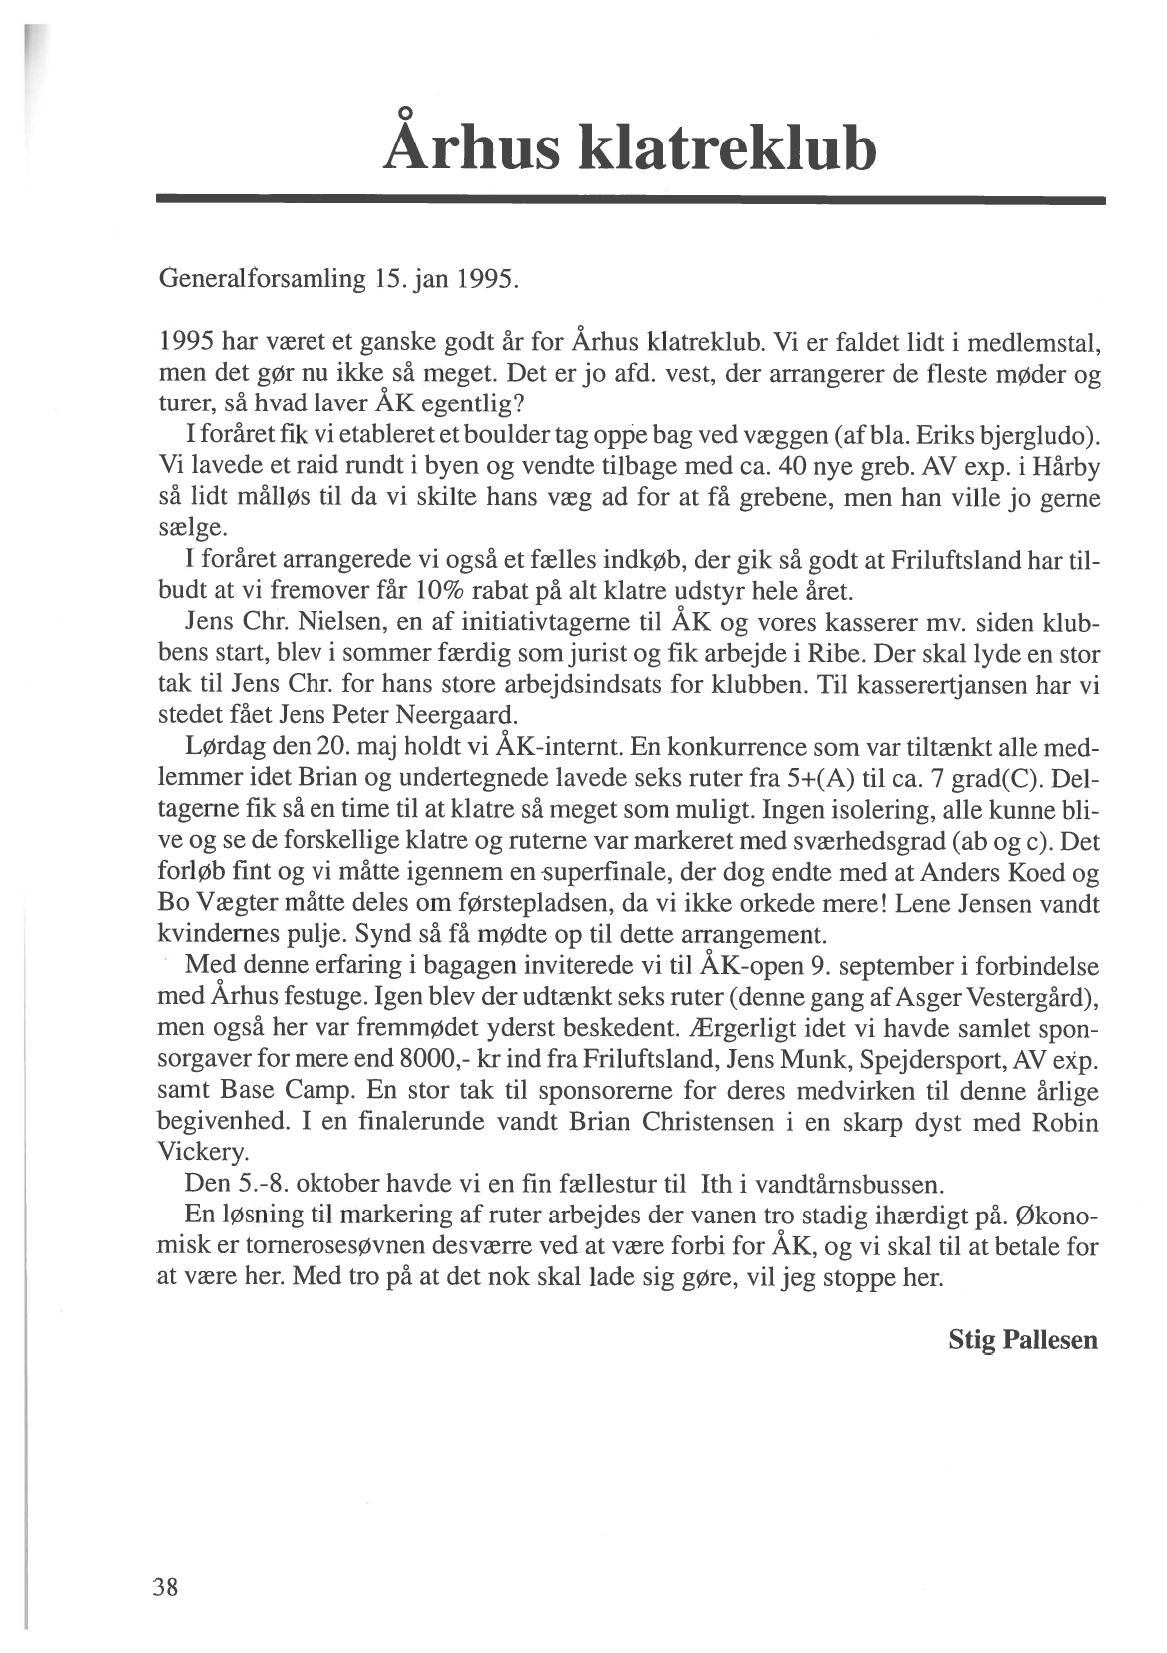 Århus klatreklub
Generalforsamling 15. jan 1995.
1995 har været et ganske godt år for Århus klatreklub. Vi er faldet lidt i medlemstal,
men det gør nu ikke så meget. Det er jo afd. vest, der arrangerer de fleste møder og
turer, så hvad laver ÅK egentlig?
I foråret fik vi etableret et boulder tag oppe bag ved væggen (af bla. Eriks bjergludo).
Vi lavede et raid rundt i byen og vendte tilbage med ca. 40 nye greb. AV exp. i Hårby
så lidt målløs til da vi skilte hans væg ad for at få grebene, men han ville jo gerne
sælge.
I foråret arrangerede vi også et fælles indkøb, der gik så godt at Friluftsland har til-
budt at vi fremover får 10% rabat på alt klatre udstyr hele året.
Jens Chr. Nielsen, en af initiativtagerne til ÅK og vores kasserer mv. siden klub-
bens start, blev i sommer færdig som jurist og fik arbejde i Ribe. Der skal lyde en stor
tak til Jens Chr. for hans store arbejdsindsats for klubben. Til kasserertjansen har vi
stedet fået Jens Peter Neergaard.
Lørdag den 20. maj holdt vi ÅK-internt. En konkurrence som var tiltænkt alle med-
lemmer idet Brian og undertegnede lavede seks ruter fra 5+(A) til ca. 7 grad(C). Del-
tagerne fik så en time til at klatre så meget som muligt. Ingen isolering, alle kunne bli-
ve og se de forskellige klatre og ruterne var markeret med sværhedsgrad (ab og c). Det
forløb fint og vi måtte igennem en superfinale, der dog endte med at Anders Koed og
Bo Vægter måtte deles om førstepladsen, da vi ikke orkede mere! Lene Jensen vandt
kvindernes pulje. Synd så få mødte op til dette arrangement.
Med denne erfaring i bagagen inviterede vi til ÅK-open 9. september i forbindelse
med Århus festuge. Igen blev der udtænkt seks ruter (denne gang af Asger Vestergård),
men også her var fremmødet yderst beskedent. Ærgerligt idet vi havde samlet spon-
sorgaver for mere end 8000,- kr ind fra Friluftsland, Jens Munk, Spejdersport, AV exp.
samt Base Camp. En stor tak til sponsorerne for deres medvirken til denne årlige
begivenhed. I en finalerunde vandt Brian Christensen i en skarp dyst med Robin
Vickery.
Den 5.-8. oktober havde vi en fin fællestur til Ith i vandtårnsbussen.
En løsning til markering af ruter arbejdes der vanen tro stadig ihærdigt på. Økono-
misk er tornerosesøvnen desværre ved at være forbi for ÅK, og vi skal til at betale for
at være her. Med tro på at det nok skal lade sig gøre, vil jeg stoppe her.
Stig Pallesen
38